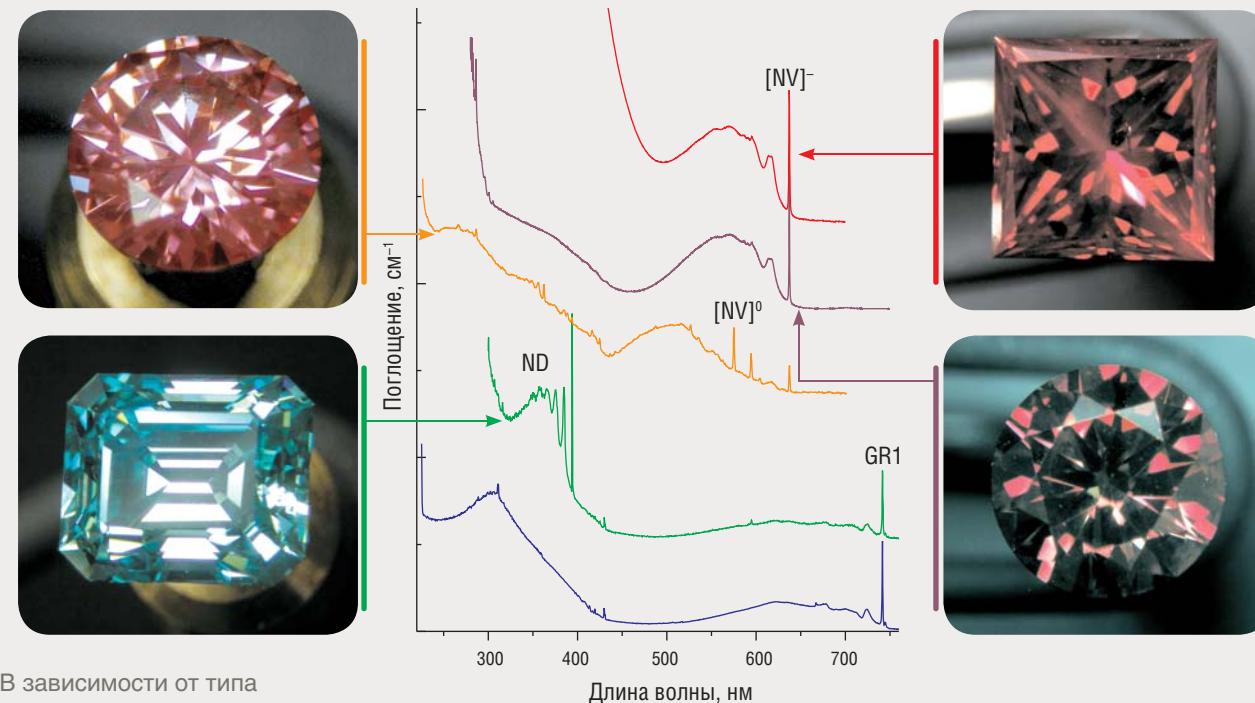 [NV]⁻
[NV]⁰
ND
GR1
Поглощение, см⁻¹
300 400 500 600 700
Длина волны, нм
В зависимости от типа